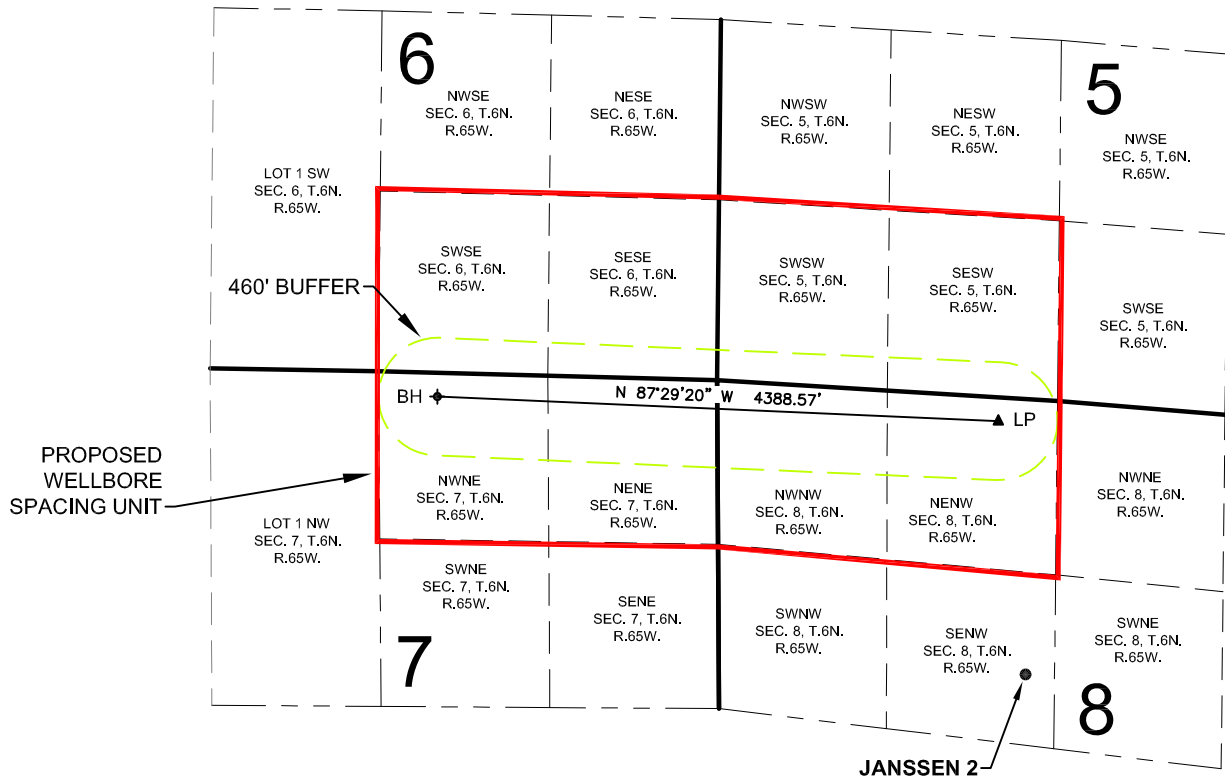 6
5
NWSE
SEC. 6, T.6N.
R.65W.
NESE
SEC. 6, T.6N.
R.65W.
NWSW
SEC. 5, T.6N.
R.65W.
NESW
SEC. 5, T.6N.
R.65W.
NWSE
SEC. 5, T.6N.
R.65W.
LOT 1 SW
SEC. 6, T.6N.
R.65W.
SWSE
SEC. 6, T.6N.
R.65W.
SESE
SEC. 6, T.6N.
R.65W.
SWSW
SEC. 5, T.6N.
R.65W.
SESW
SEC. 5, T.6N.
R.65W.
SWSE
SEC. 5, T.6N.
R.65W.
460' BUFFER
BH
N 87°29'20" W 4388.57'
LP
PROPOSED
WELLBORE
SPACING UNIT
NWNE
SEC. 7, T.6N.
R.65W.
NENE
SEC. 7, T.6N.
R.65W.
NWNW
SEC. 8, T.6N.
R.65W.
NENW
SEC. 8, T.6N.
R.65W.
NWNE
SEC. 8, T.6N.
R.65W.
LOT 1 NW
SEC. 7, T.6N.
R.65W.
SWNE
SEC. 7, T.6N.
R.65W.
SENE
SEC. 7, T.6N.
R.65W.
SWNW
SEC. 8, T.6N.
R.65W.
SENW
SEC. 8, T.6N.
R.65W.
SWNE
SEC. 8, T.6N.
R.65W.
7
8
JANSSEN 2